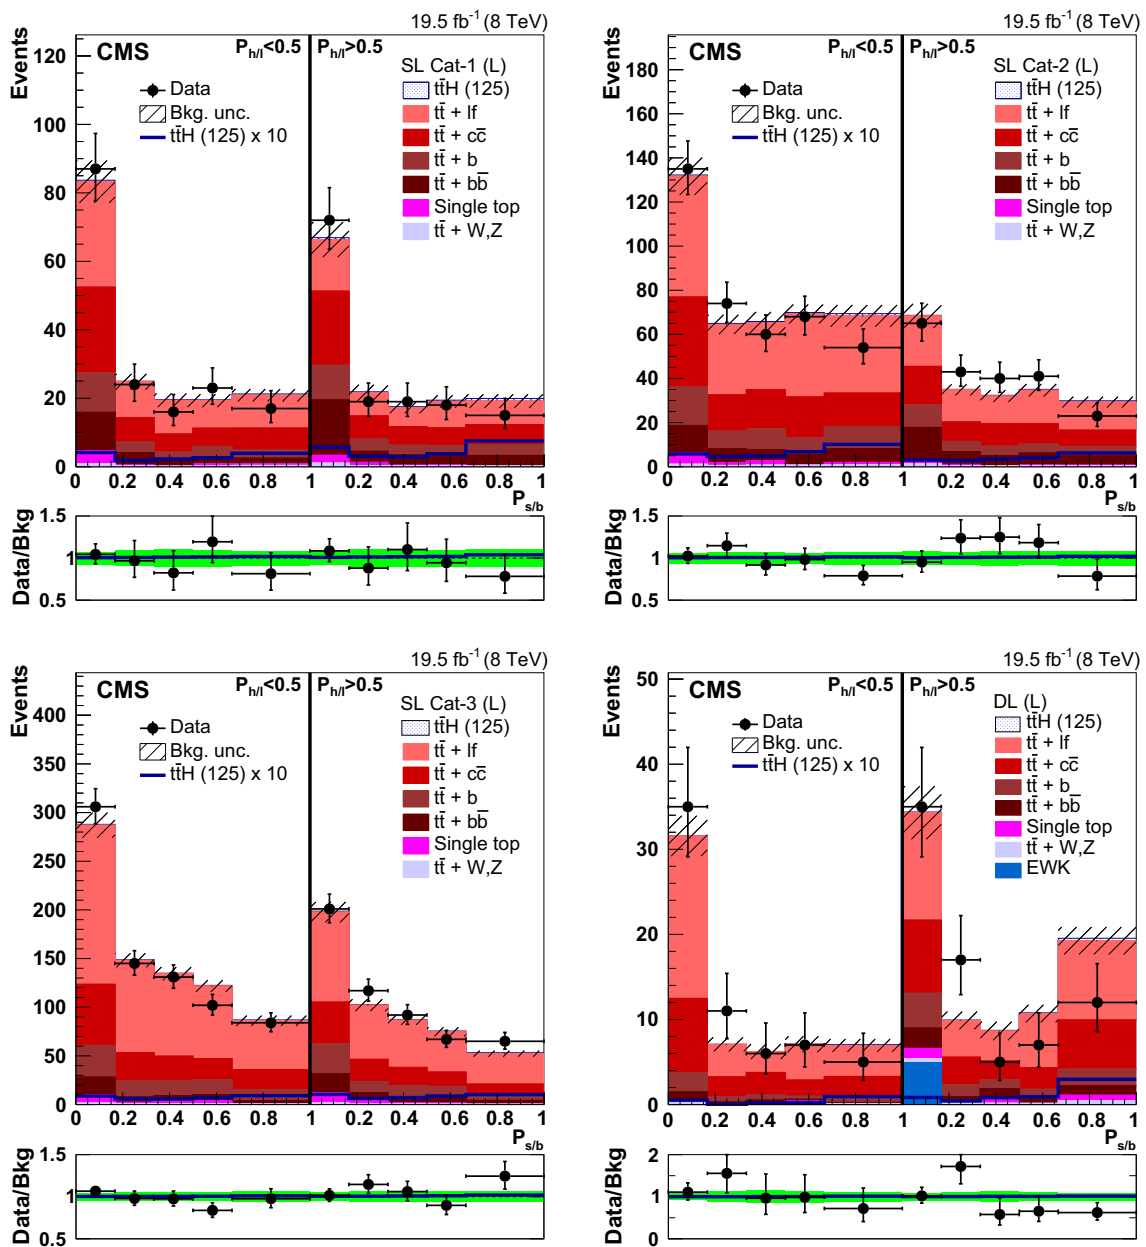 19.5 fb⁻¹ (8 TeV)
Events
CMS
P_{h/l}<0.5
P_{h/l}>0.5
Data
Bkg. unc.
tt̄H (125) x 10
SL Cat-1 (L)
tt̄H (125)
tt̄ + lf
tt̄ + cc̄
tt̄ + b
tt̄ + bb̄
Single top
tt̄ + W,Z
120
100
80
60
40
20
0
0 0.2 0.4 0.6 0.8 1 0.2 0.4 0.6 0.8 1
P_{s/b}
Data/Bkg
1.5
1
0.5
19.5 fb⁻¹ (8 TeV)
Events
CMS
P_{h/l}<0.5
P_{h/l}>0.5
Data
Bkg. unc.
tt̄H (125) x 10
SL Cat-2 (L)
tt̄H (125)
tt̄ + lf
tt̄ + cc̄
tt̄ + b
tt̄ + bb̄
Single top
tt̄ + W,Z
180
160
140
120
100
80
60
40
20
0
0 0.2 0.4 0.6 0.8 1 0.2 0.4 0.6 0.8 1
P_{s/b}
Data/Bkg
1.5
1
0.5
19.5 fb⁻¹ (8 TeV)
Events
CMS
P_{h/l}<0.5
P_{h/l}>0.5
Data
Bkg. unc.
tt̄H (125) x 10
SL Cat-3 (L)
tt̄H (125)
tt̄ + lf
tt̄ + cc̄
tt̄ + b
tt̄ + bb̄
Single top
tt̄ + W,Z
400
350
300
250
200
150
100
50
0
0 0.2 0.4 0.6 0.8 1 0.2 0.4 0.6 0.8 1
P_{s/b}
Data/Bkg
1.5
1
0.5
19.5 fb⁻¹ (8 TeV)
Events
CMS
P_{h/l}<0.5
P_{h/l}>0.5
Data
Bkg. unc.
tt̄H (125) x 10
DL (L)
tt̄H (125)
tt̄ + lf
tt̄ + cc̄
tt̄ + b
tt̄ + bb̄
Single top
tt̄ + W,Z
EWK
50
40
30
20
10
0
0 0.2 0.4 0.6 0.8 1 0.2 0.4 0.6 0.8 1
P_{s/b}
Data/Bkg
2
1
0